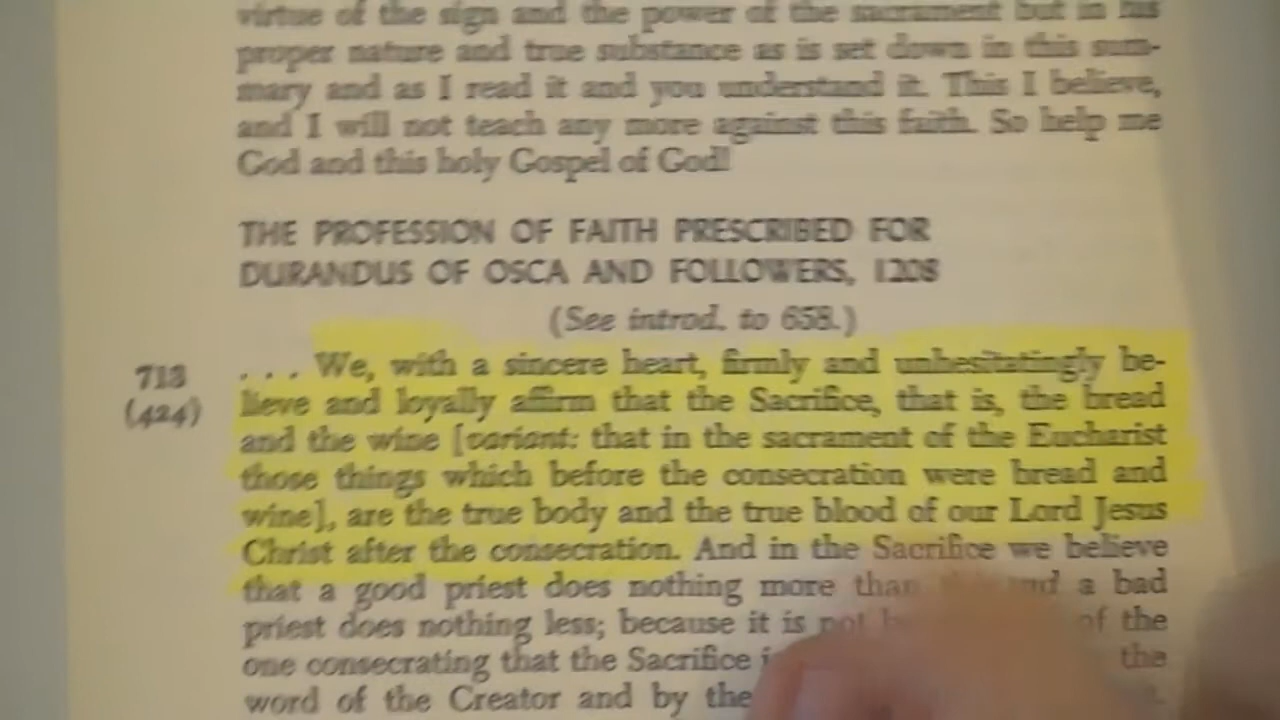 virtue of the sign and the power of the sacrament but in his
proper nature and true substance as is set down in this sum-
mary and as I read it and you understand it. This I believe,
and I will not teach any more against this faith. So help me
God and this holy Gospel of God!
THE PROFESSION OF FAITH PRESCRIBED FOR
DURANDUS OF OSCA AND FOLLOWERS, 1208
(See introd. to 658.)
713 . . . We, with a sincere heart, firmly and unhesitatingly be-
(424) lieve and loyally affirm that the Sacrifice, that is, the bread
and the wine [variant: that in the sacrament of the Eucharist
those things which before the consecration were bread and
wine], are the true body and the true blood of our Lord Jesus
Christ after the consecration. And in the Sacrifice we believe
that a good priest does nothing more than a bad
priest does nothing less; because it is not of the
one consecrating that the Sacrifice the
word of the Creator and by the